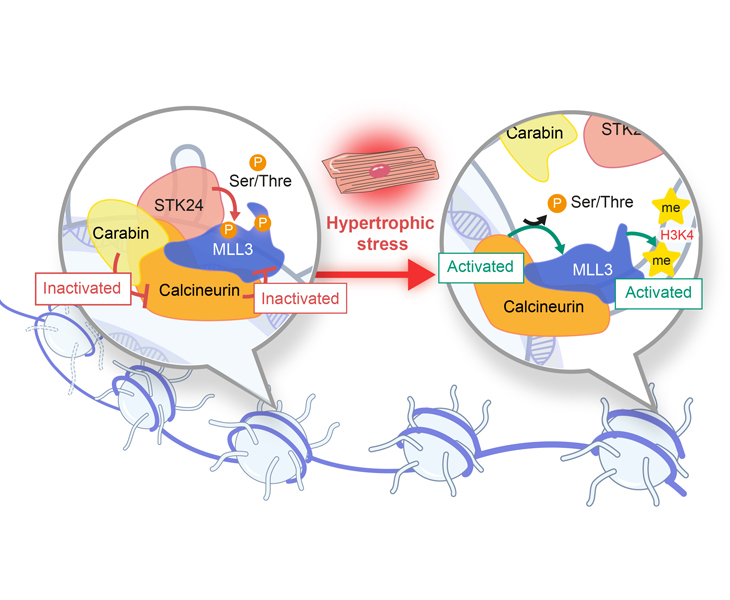 P
Ser/Thre
STK24
P
P
Carabin
MLL3
Inactivated
Calcineurin
Inactivated
Hypertrophic
stress
Carabin
P
Ser/Thre
me
H3K4
me
Activated
MLL3
Activated
Calcineurin